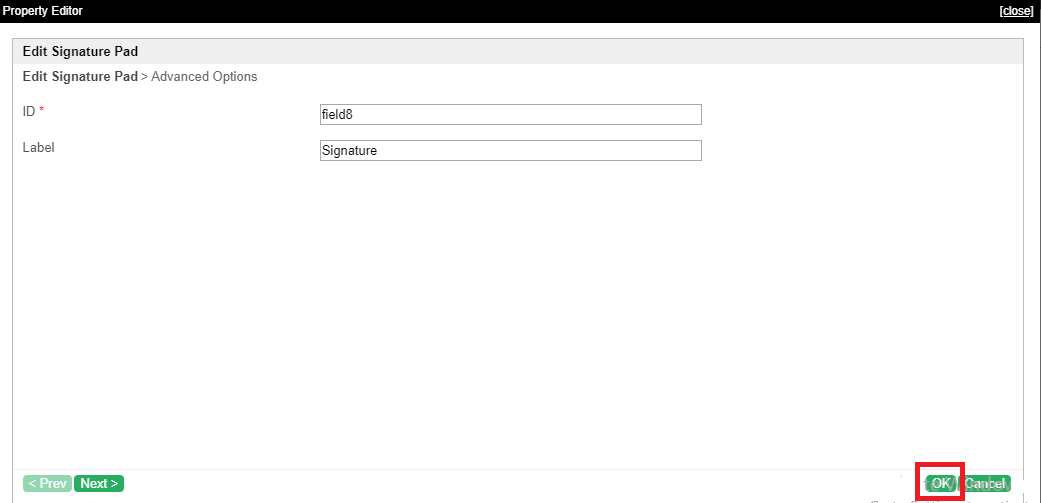 Property Editor [close]
Edit Signature Pad
Edit Signature Pad > Advanced Options
ID * field8
Label Signature
< Prev Next > OK Cancel